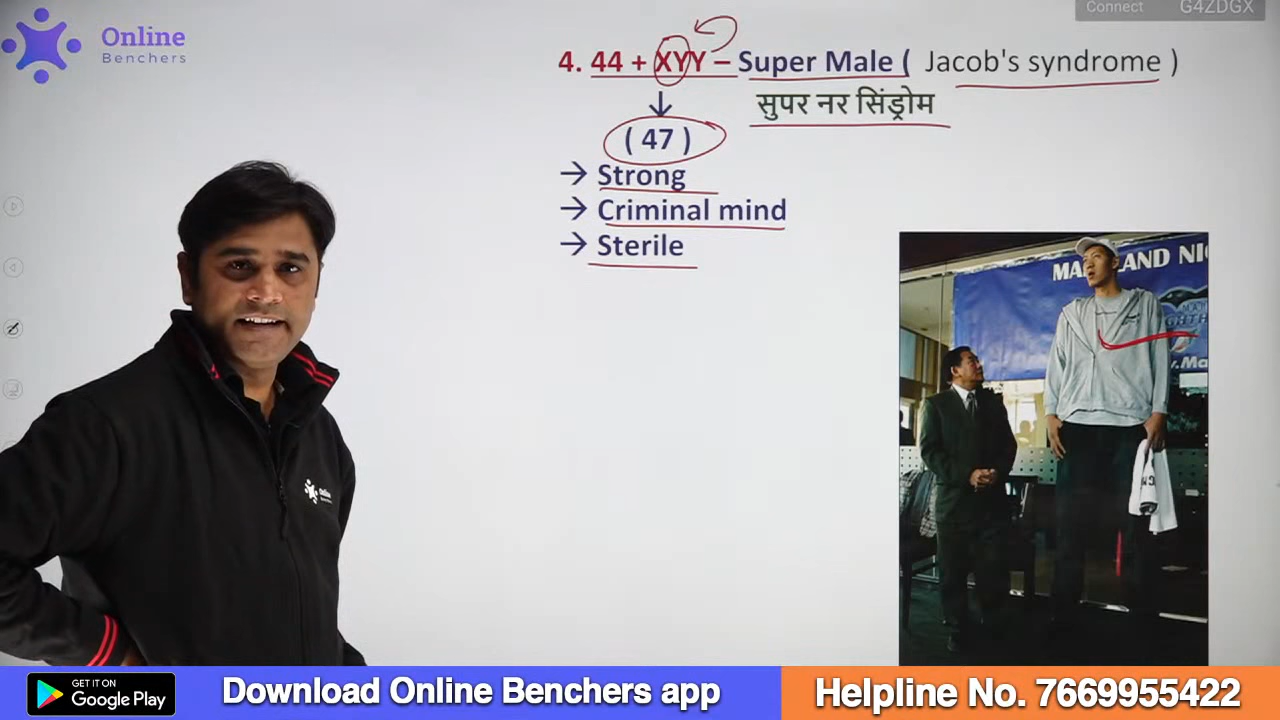 Online
Benchers
Connect G4ZDGX
4. 44 + XYY – Super Male ( Jacob's syndrome )
सुपर नर सिंड्रोम
( 47 )
→ Strong
→ Criminal mind
→ Sterile
Online
GET IT ON
Google Play
Download Online Benchers app
Helpline No. 7669955422